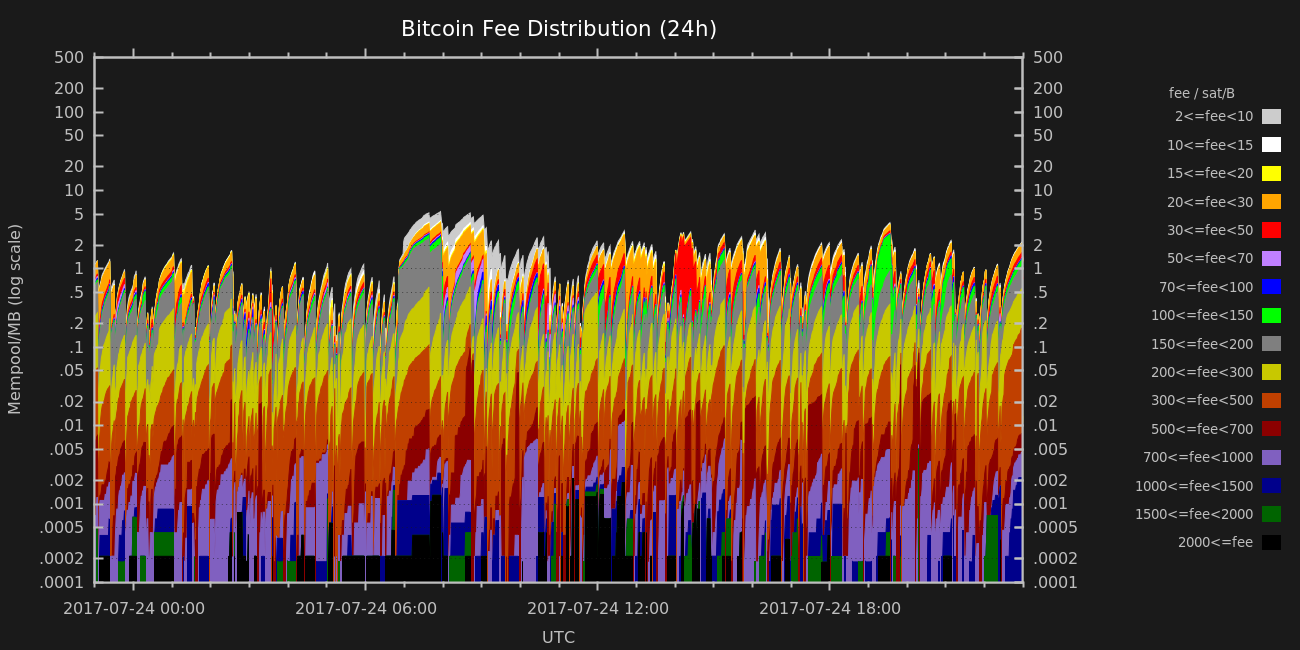 Bitcoin Fee Distribution (24h)
500
200
100
50
20
10
5
2
1
.5
.2
.1
.05
.02
.01
.005
.002
.001
.0005
.0002
.0001
Mempool/MB (log scale)
500
200
100
50
20
10
5
2
1
.5
.2
.1
.05
.02
.01
.005
.002
.001
.0005
.0002
.0001
2017-07-24 00:00
2017-07-24 06:00
2017-07-24 12:00
2017-07-24 18:00
UTC
fee / sat/B
2<=fee<10
10<=fee<15
15<=fee<20
20<=fee<30
30<=fee<50
50<=fee<70
70<=fee<100
100<=fee<150
150<=fee<200
200<=fee<300
300<=fee<500
500<=fee<700
700<=fee<1000
1000<=fee<1500
1500<=fee<2000
2000<=fee